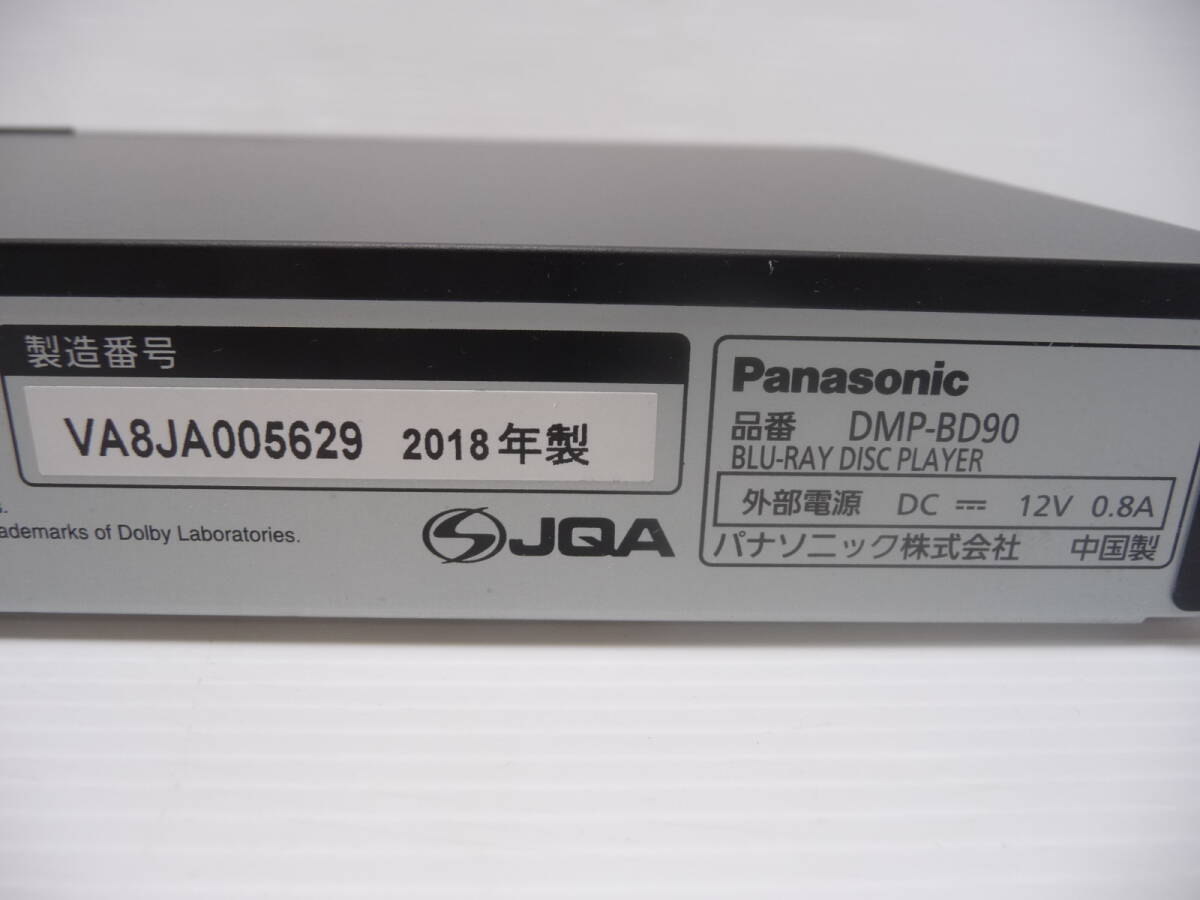 製造番号
VA8JA005629 2018年製
ademarks of Dolby Laboratories.
JQA
Panasonic
品番 DMP-BD90
BLU-RAY DISC PLAYER
外部電源 DC ⎓ 12V 0.8A
パナソニック株式会社 中国製